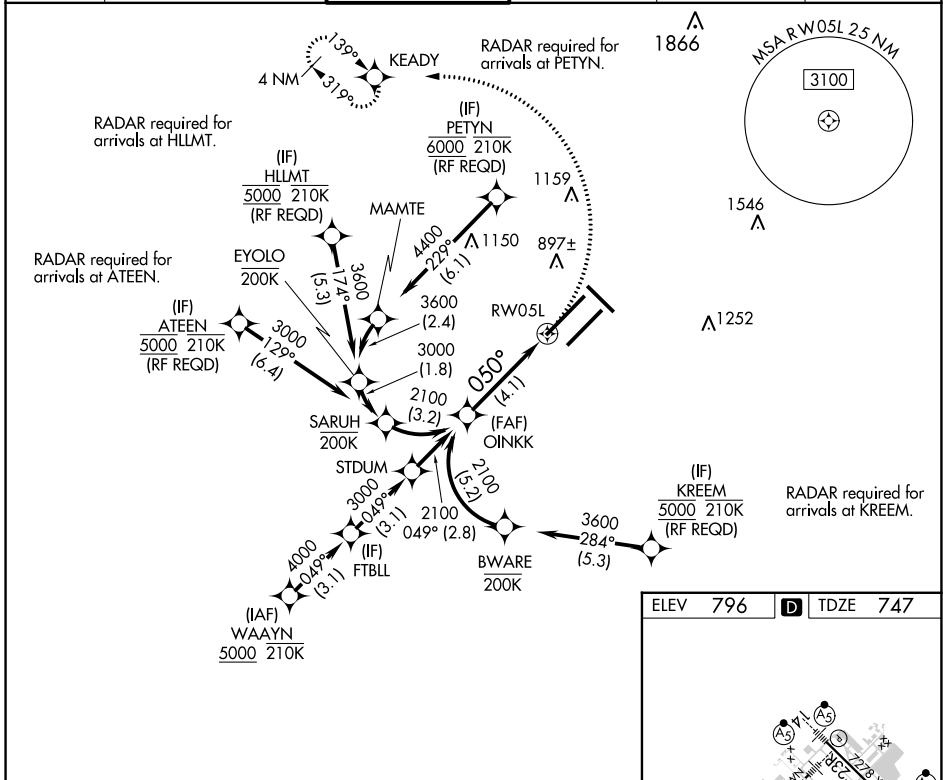 1866
MSA RW05L 25 NM
3100
139°
4 NM
319°
KEADY
RADAR required for
arrivals at PETYN.
(IF)
PETYN
6000 210K
(RF REQD)
RADAR required for
arrivals at HLLMT.
(IF)
HLLMT
5000 210K
(RF REQD)
MAMTE
1159
1546
4400
229°
(6.1)
1150
897±
EYOLO
200K
3600
174°
(5.3)
RADAR required for
arrivals at ATEEN.
(IF)
ATEEN
5000 210K
(RF REQD)
3000
129°
(6.4)
3600
(2.4)
RW05L
1252
3000
(1.8)
050°
(4.1)
2100
(3.2)
SARUH
200K
(FAF)
OINKK
STDUM
2100
(5.2)
3000
049°
(3.1)
2100
049° (2.8)
(IF)
KREEM
5000 210K
(RF REQD)
RADAR required for
arrivals at KREEM.
3600
284°
(5.3)
BWARE
200K
(IF)
FTBLL
4000
049°
(3.1)
(IAF)
WAAYN
5000 210K
ELEV 796 D TDZE 747
A5
A5
P
14
23R
7278